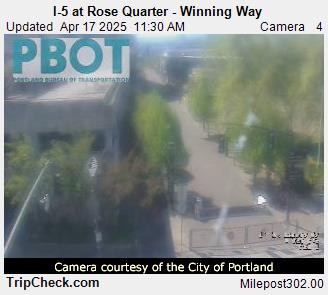 I-5 at Rose Quarter - Winning Way
Updated Apr 17 2025 11:30 AM Camera 4
PBOT
PORTLAND BUREAU OF TRANSPORTATION
Camera courtesy of the City of Portland
TripCheck.com Milepost302.00